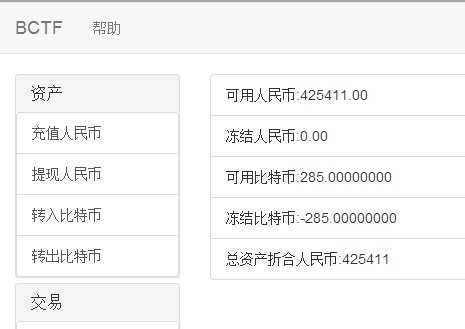 BCTF 帮助
资产
充值人民币
提现人民币
转入比特币
转出比特币
交易
可用人民币:425411.00
冻结人民币:0.00
可用比特币:285.00000000
冻结比特币:-285.00000000
总资产折合人民币:425411